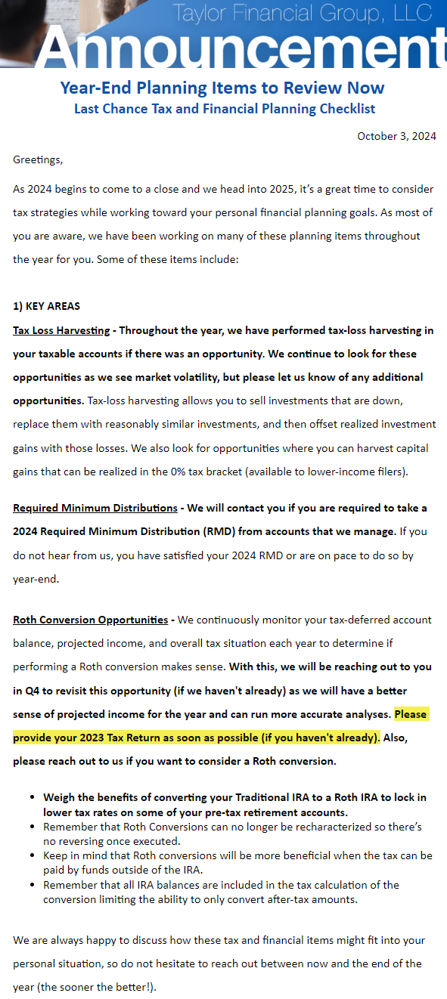 Taylor Financial Group, LLC
Announcement
Year-End Planning Items to Review Now
Last Chance Tax and Financial Planning Checklist
October 3, 2024
Greetings,
As 2024 begins to come to a close and we head into 2025, it's a great time to consider
tax strategies while working toward your personal financial planning goals. As most of
you are aware, we have been working on many of these planning items throughout
the year for you. Some of these items include:
1) KEY AREAS
Tax Loss Harvesting - Throughout the year, we have performed tax-loss harvesting in
your taxable accounts if there was an opportunity. We continue to look for these
opportunities as we see market volatility, but please let us know of any additional
opportunities. Tax-loss harvesting allows you to sell investments that are down,
replace them with reasonably similar investments, and then offset realized investment
gains with those losses. We also look for opportunities where you can harvest capital
gains that can be realized in the 0% tax bracket (available to lower-income filers).
Required Minimum Distributions - We will contact you if you are required to take a
2024 Required Minimum Distribution (RMD) from accounts that we manage. If you
do not hear from us, you have satisfied your 2024 RMD or are on pace to do so by
year-end.
Roth Conversion Opportunities - We continuously monitor your tax-deferred account
balance, projected income, and overall tax situation each year to determine if
performing a Roth conversion makes sense. With this, we will be reaching out to you
in Q4 to revisit this opportunity (if we haven't already) as we will have a better
sense of projected income for the year and can run more accurate analyses. Please
provide your 2023 Tax Return as soon as possible (if you haven't already). Also,
please reach out to us if you want to consider a Roth conversion.
• Weigh the benefits of converting your Traditional IRA to a Roth IRA to lock in
lower tax rates on some of your pre-tax retirement accounts.
• Remember that Roth Conversions can no longer be recharacterized so there's
no reversing once executed.
• Keep in mind that Roth conversions will be more beneficial when the tax can be
paid by funds outside of the IRA.
• Remember that all IRA balances are included in the tax calculation of the
conversion limiting the ability to only convert after-tax amounts.
We are always happy to discuss how these tax and financial items might fit into your
personal situation, so do not hesitate to reach out between now and the end of the
year (the sooner the better!).